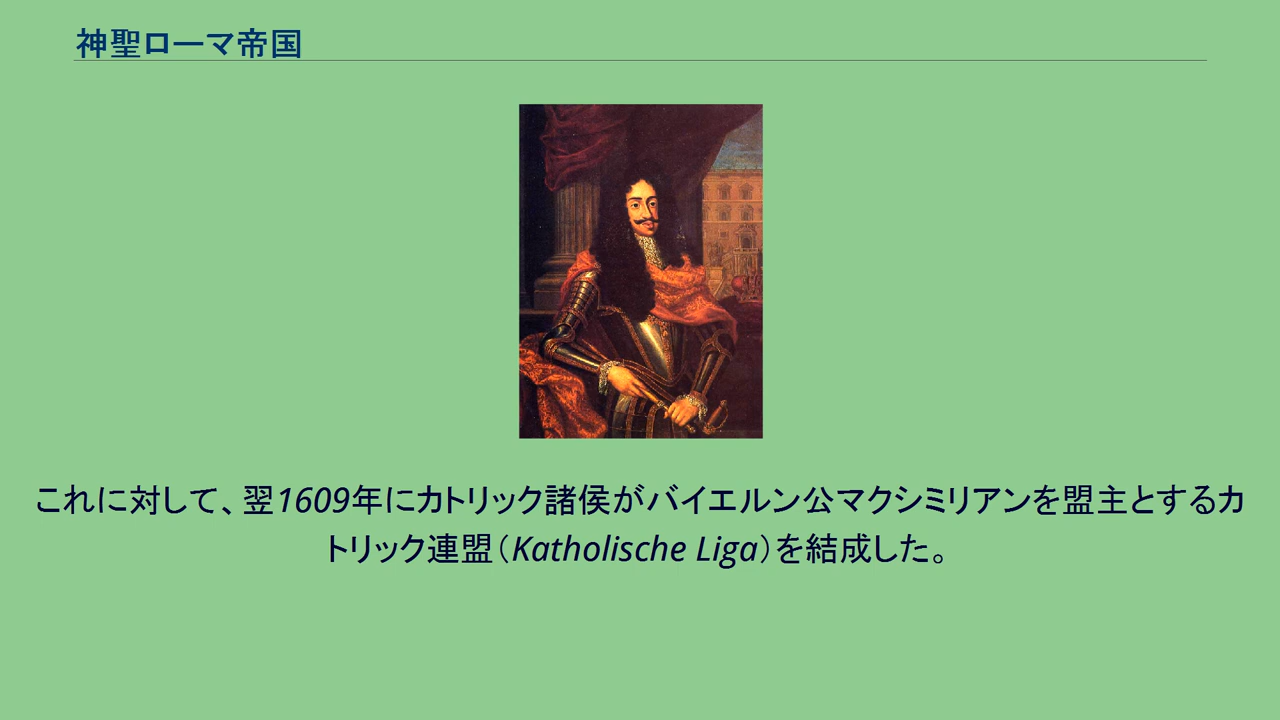 神聖ローマ帝国
これに対して、翌1609年にカトリック諸侯がバイエルン公マクシミリアンを盟主とするカ
トリック連盟（Katholische Liga）を結成した。